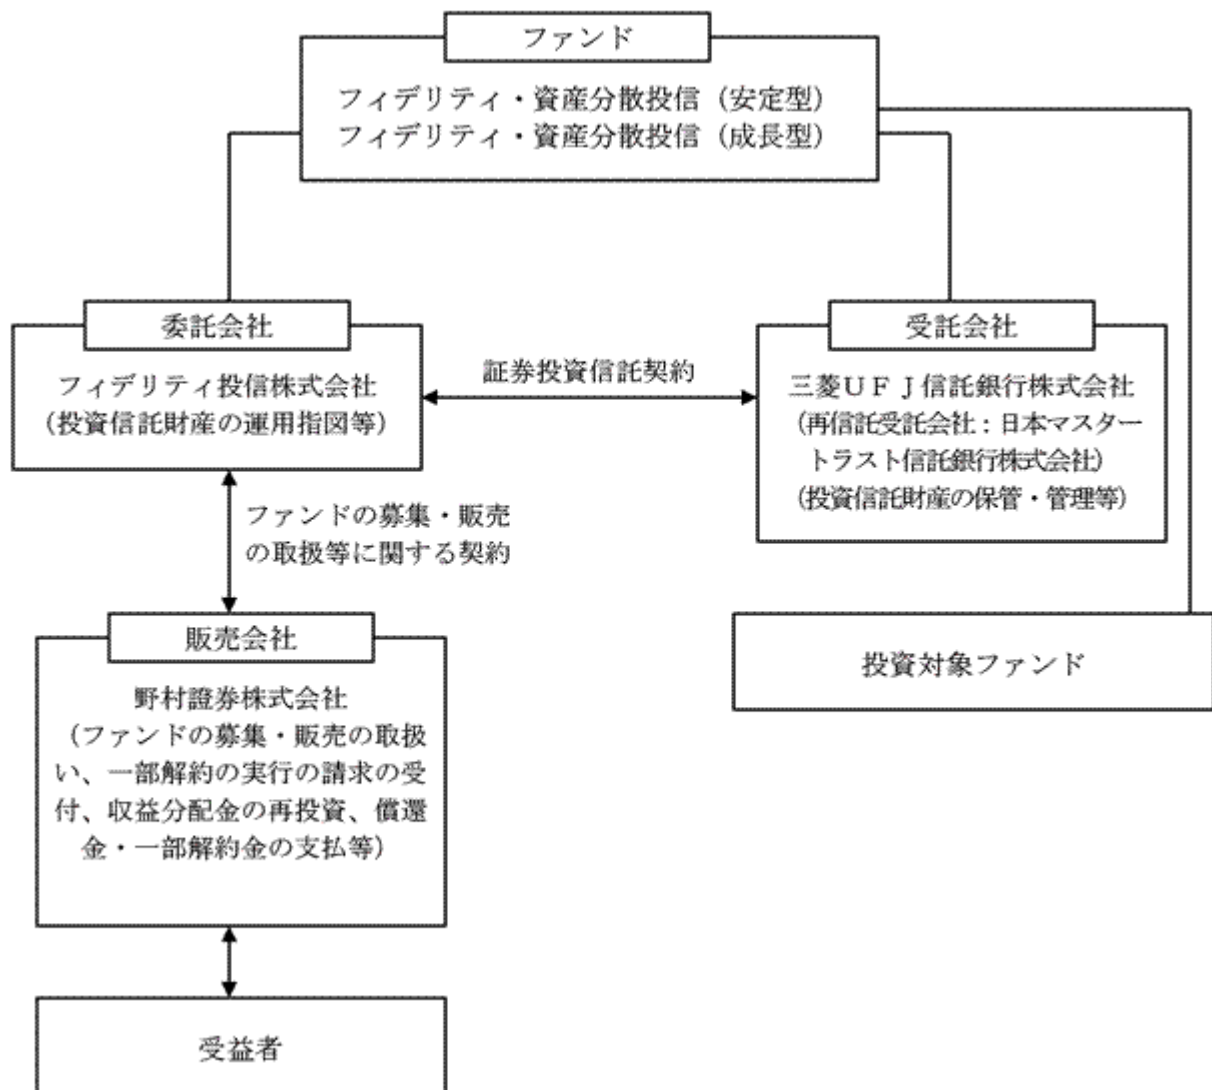 ファンド
フィデリティ・資産分散投信（安定型）
フィデリティ・資産分散投信（成長型）
委託会社
フィデリティ投信株式会社
（投資信託財産の運用指図等）
証券投資信託契約
受託会社
三菱ＵＦＪ信託銀行株式会社
（再信託受託会社：日本マスター
トラスト信託銀行株式会社）
（投資信託財産の保管・管理等）
ファンドの募集・販売
の取扱等に関する契約
販売会社
野村證券株式会社
（ファンドの募集・販売の取扱
い、一部解約の実行の請求の受
付、収益分配金の再投資、償還
金・一部解約金の支払等）
投資対象ファンド
受益者